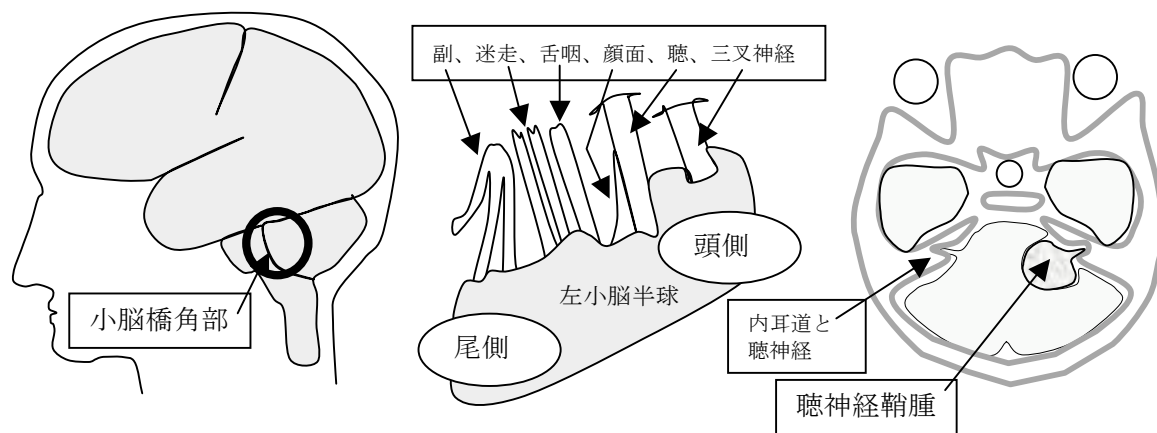 副、迷走、舌咽、顔面、聴、三叉神経
頭側
左小脳半球
小脳橋角部
尾側
内耳道と
聴神経
聴神経鞘腫